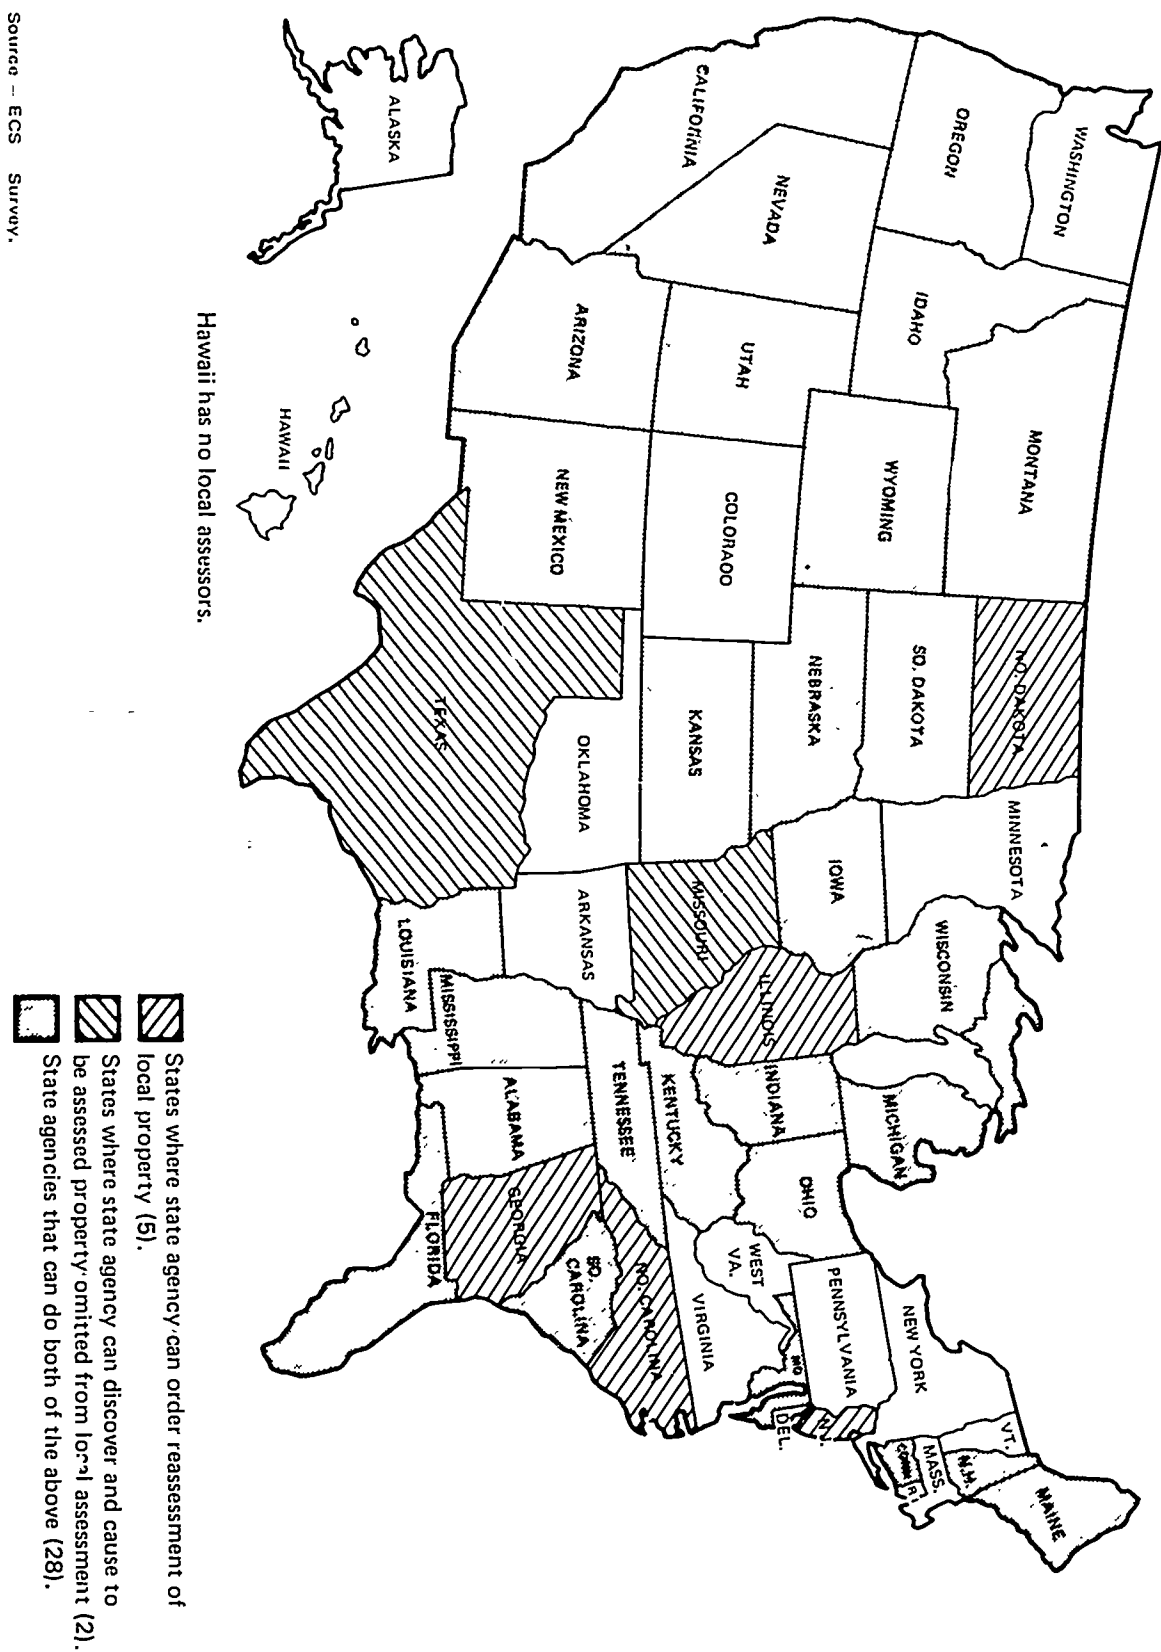 WASHINGTON
OREGON
CALIFORNIA
NEVADA
IDAHO
MONTANA
WYOMING
UTAH
COLORAOO
ARIZONA
NEW MEXICO
NO. DAKOTA
SO. DAKOTA
NEBRASKA
KANSAS
OKLAHOMA
TEXAS
MINNESOTA
IOWA
MISSOURI
ARKANSAS
LOUISIANA
WISCONSIN
ILLINOIS
MICHIGAN
INDIANA
OHIO
KENTUCKY
TENNESSEE
MISSISSIPPI
ALABAMA
GEORGIA
FLORIDA
SO.
CAROLINA
NO. CAROLINA
VIRGINIA
WEST
VA.
PENNSYLVANIA
NEW YORK
MD
DEL.
N.J.
CONN
R.I
MASS.
VT.
N.H.
MAINE
ALASKA
HAWAII
Hawaii has no local assessors.
States where state agency can order reassessment of
local property (5).
States where state agency can discover and cause to
be assessed property omitted from local assessment (2).
State agencies that can do both of the above (28).
Source – ECS Survey.